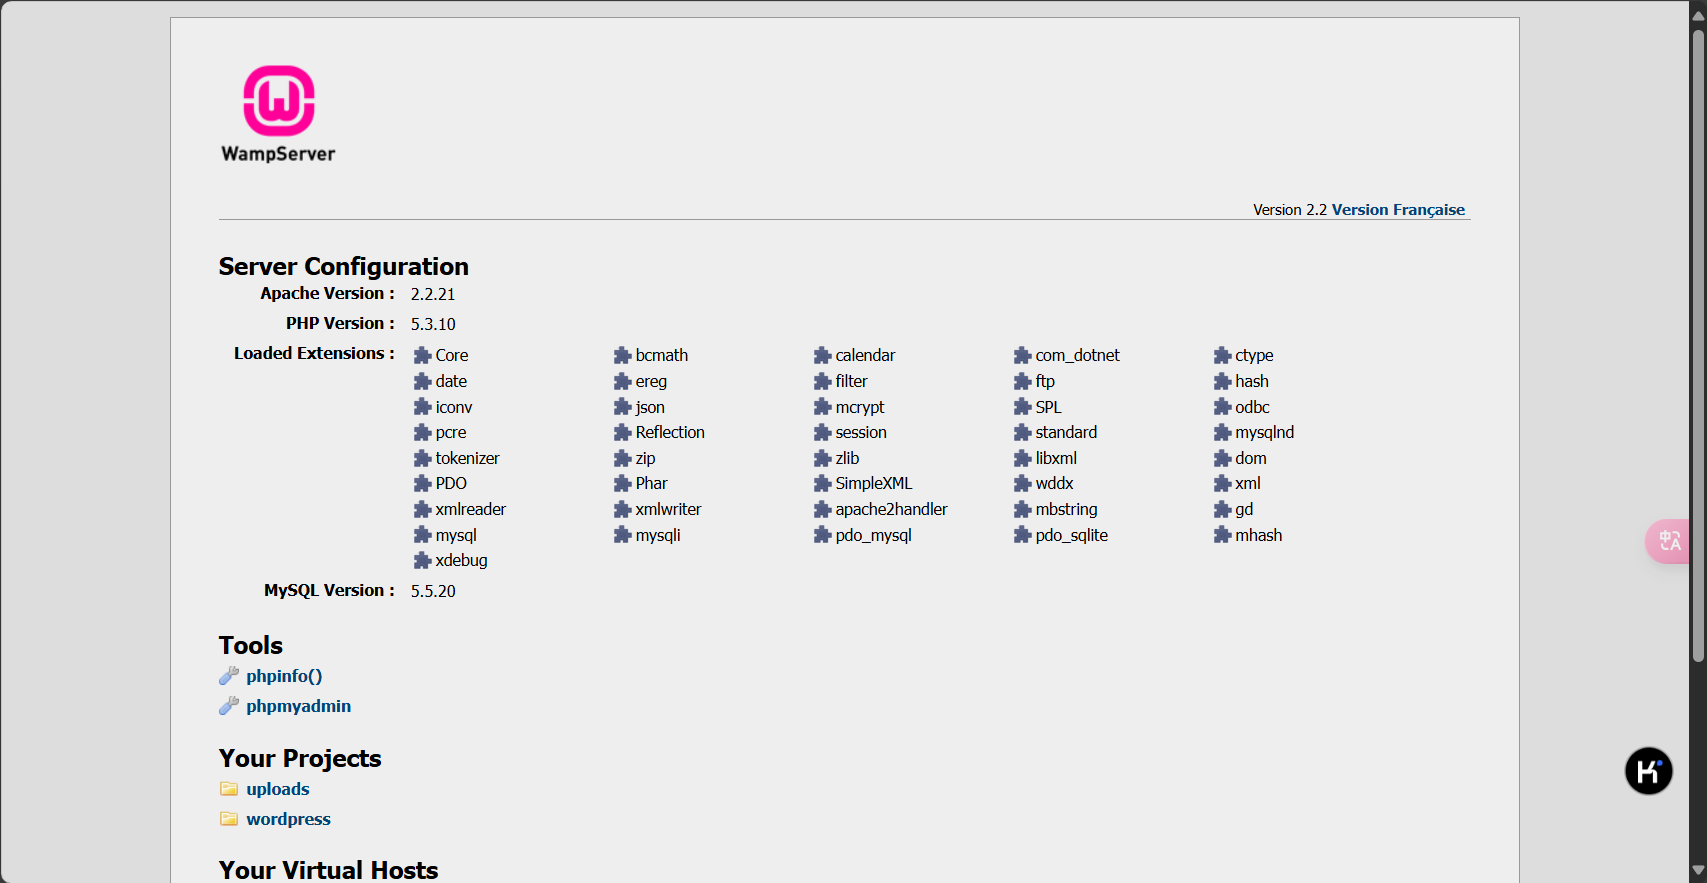 WampServer
Version 2.2 Version Française
Server Configuration
Apache Version : 2.2.21
PHP Version : 5.3.10
Loaded Extensions : Core bcmath calendar com_dotnet ctype
date ereg filter ftp hash
iconv json mcrypt SPL odbc
pcre Reflection session standard mysqlnd
tokenizer zip zlib libxml dom
PDO Phar SimpleXML wddx xml
xmlreader xmlwriter apache2handler mbstring gd
mysql mysqli pdo_mysql pdo_sqlite mhash
xdebug
MySQL Version : 5.5.20
Tools
phpinfo()
phpmyadmin
Your Projects
uploads
wordpress
Your Virtual Hosts
中A
K